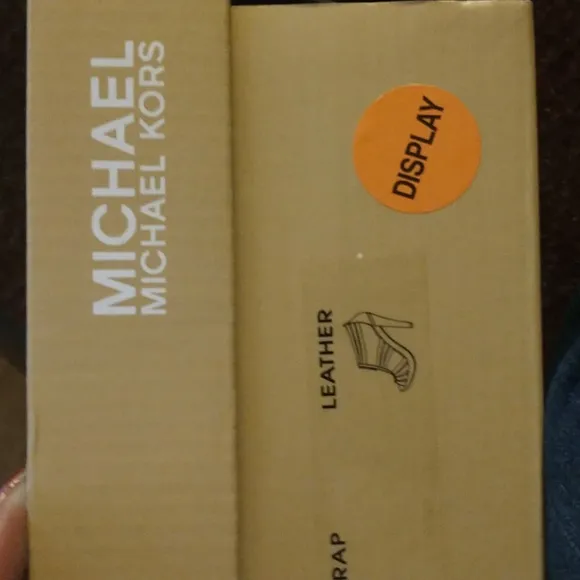 MICHAEL
MICHAEL KORS
DISPLAY
LEATHER
RAP